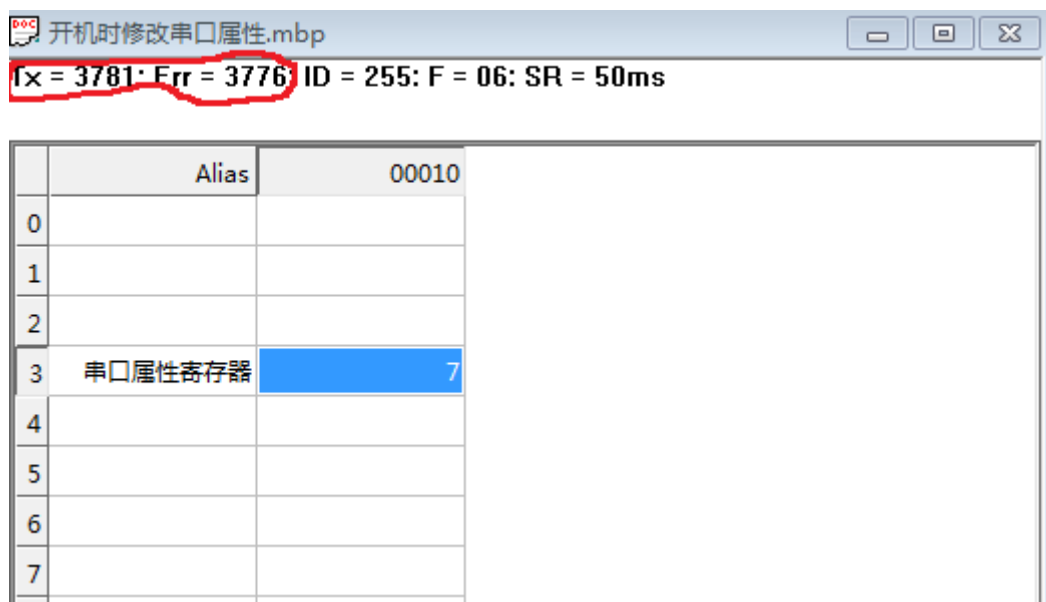 DOC 开机时修改串口属性.mbp
Tx = 3781: Err = 3776: ID = 255: F = 06: SR = 50ms
Alias 00010
0
1
2
3 串口属性寄存器 7
4
5
6
7